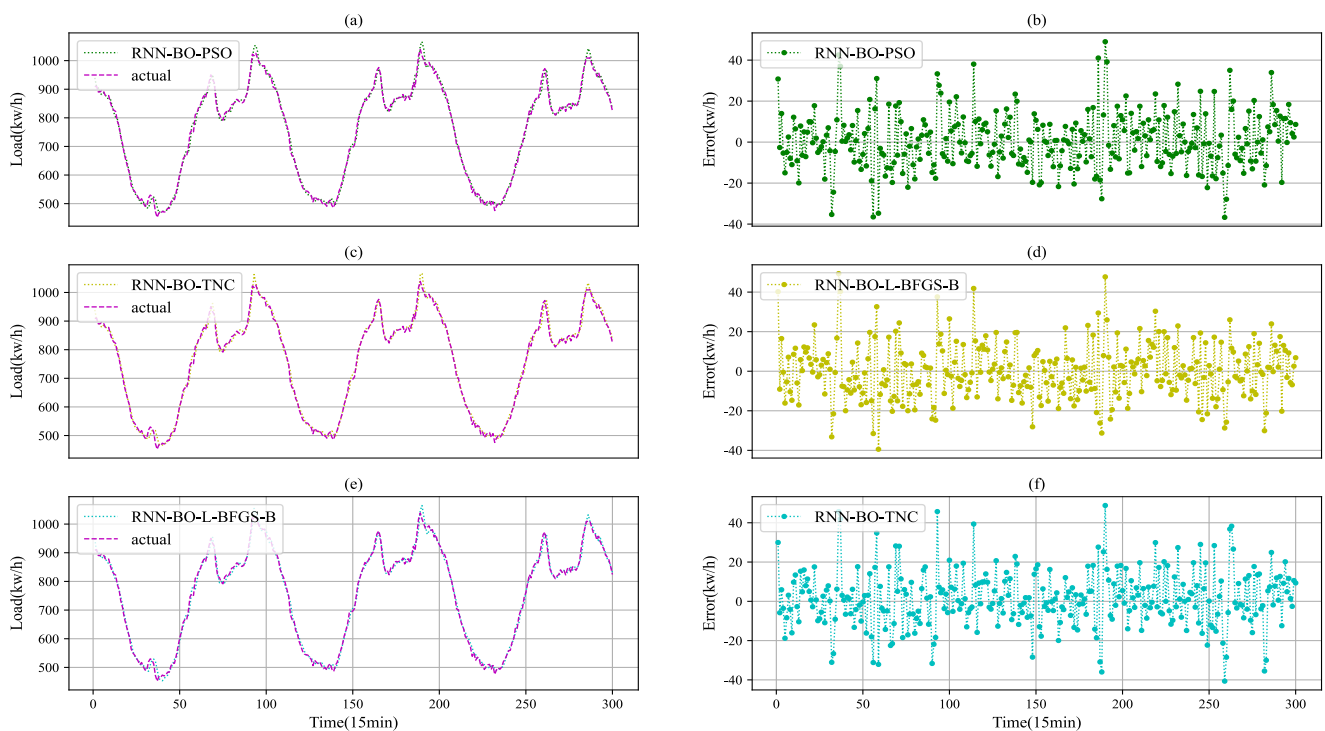 (a)
RNN-BO-PSO
actual
Load(kw/h)
1000
900
800
700
600
500
(b)
RNN-BO-PSO
Error(kw/h)
40
20
0
-20
-40
(c)
RNN-BO-TNC
actual
Load(kw/h)
1000
900
800
700
600
500
(d)
RNN-BO-L-BFGS-B
Error(kw/h)
40
20
0
-20
-40
(e)
RNN-BO-L-BFGS-B
actual
Load(kw/h)
1000
900
800
700
600
500
0 50 100 150 200 250 300
Time(15min)
(f)
RNN-BO-TNC
Error(kw/h)
40
20
0
-20
-40
0 50 100 150 200 250 300
Time(15min)